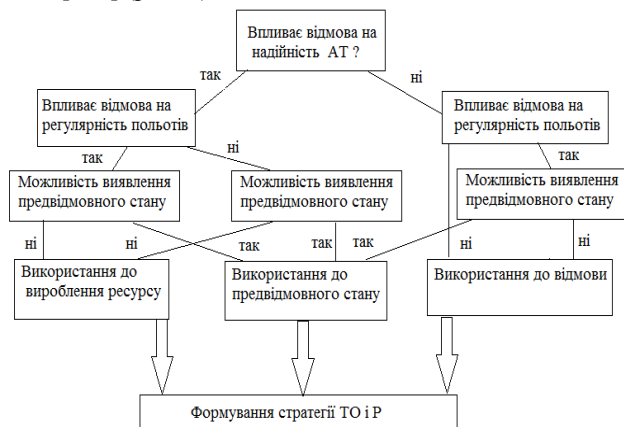 Впливає відмова на
надійність АТ ?
так
ні
Впливає відмова на
регулярність польотів
Впливає відмова на
регулярність польотів
так
ні
так
Можливість виявлення
предвідмовного стану
Можливість виявлення
предвідмовного стану
Можливість виявлення
предвідмовного стану
ні
ні
так
так
так
ні
ні
Використання до
вироблення ресурсу
Використання до
предвідмовного стану
Використання до відмови
Формування стратегії ТО і Р